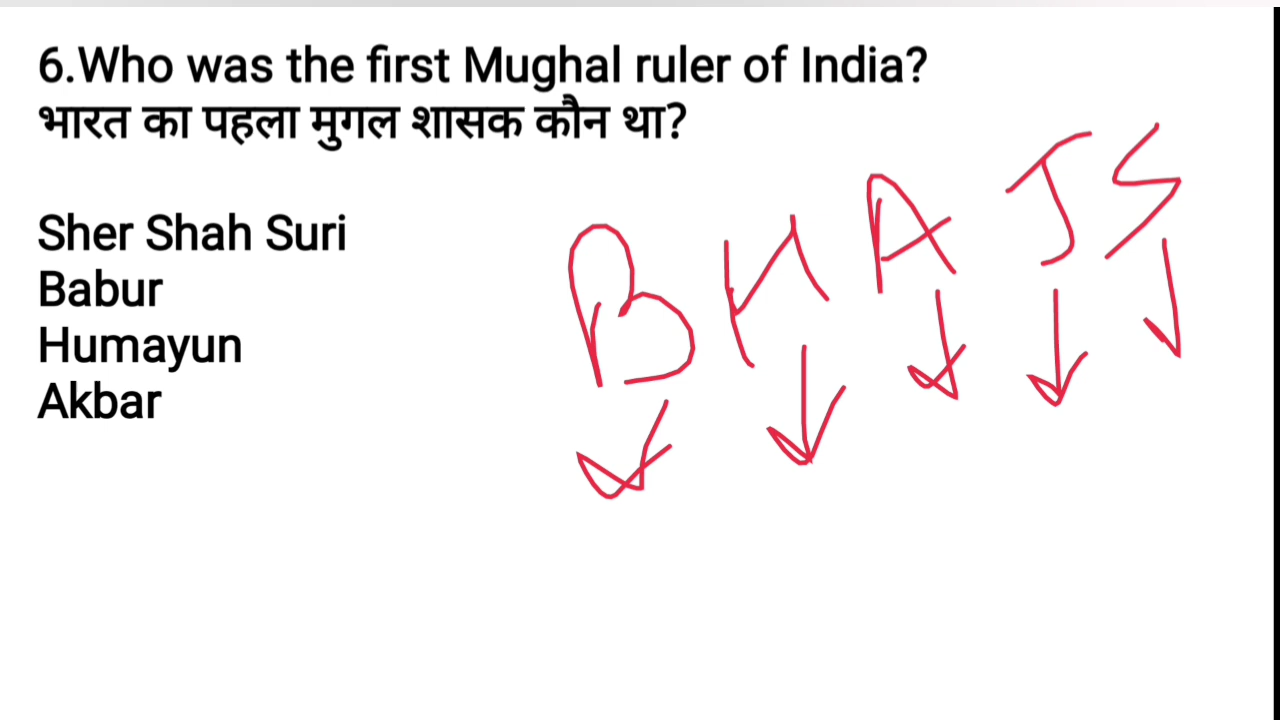 6.Who was the first Mughal ruler of India?
भारत का पहला मुगल शासक कौन था?
Sher Shah Suri
Babur
Humayun
Akbar
BHAJS